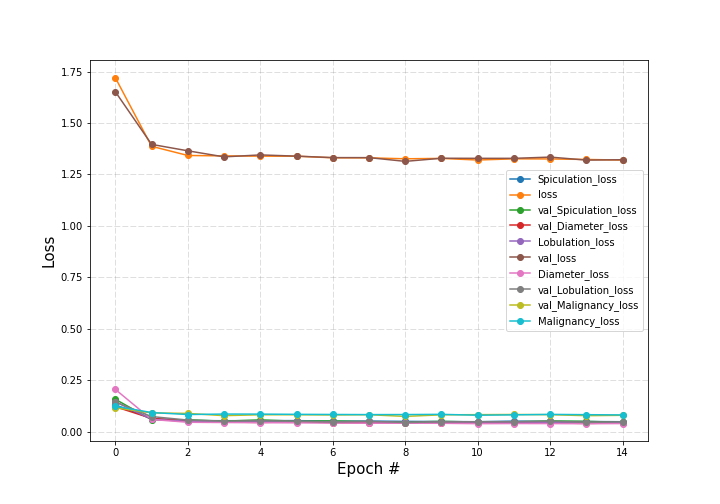 1.75
1.50
1.25
1.00
0.75
0.50
0.25
0.00
Loss
Spiculation_loss
loss
val_Spiculation_loss
val_Diameter_loss
Lobulation_loss
val_loss
Diameter_loss
val_Lobulation_loss
val_Malignancy_loss
Malignancy_loss
0 2 4 6 8 10 12 14
Epoch #